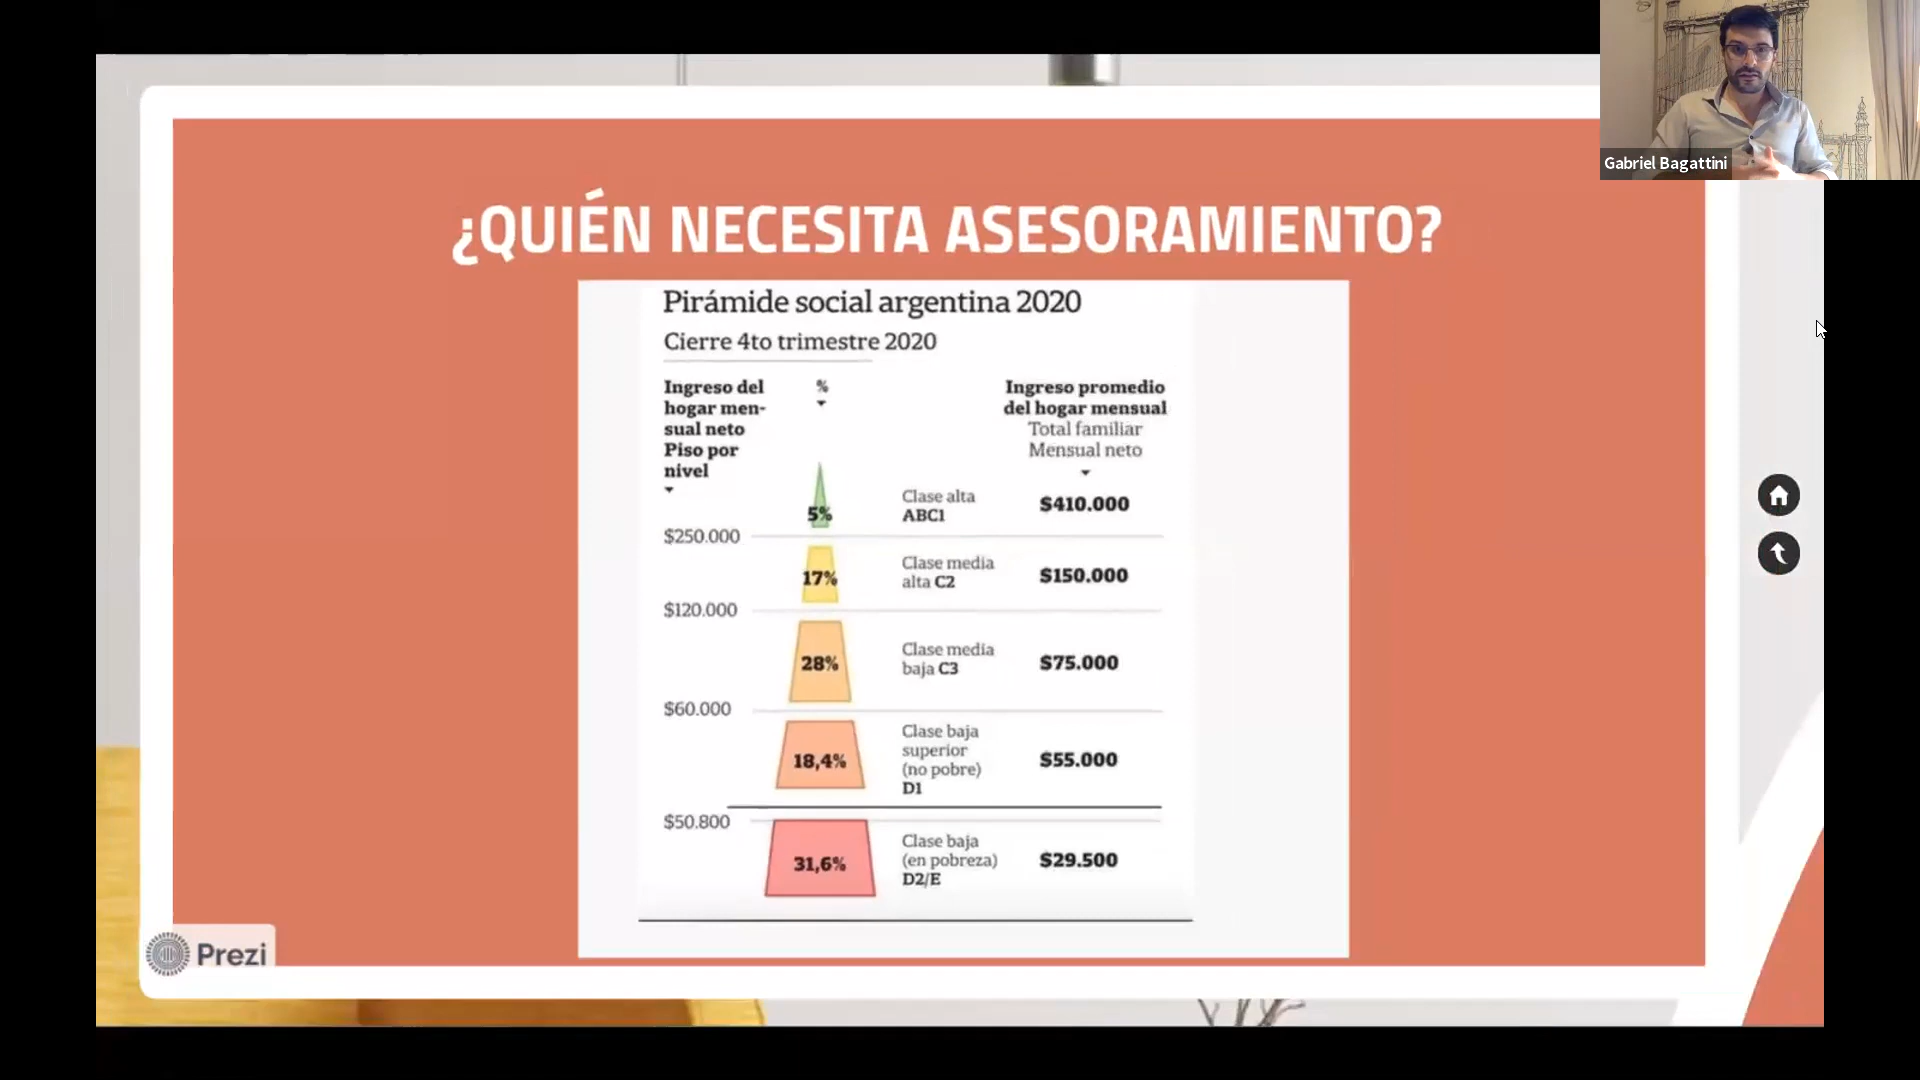 Gabriel Bagattini
¿QUIÉN NECESITA ASESORAMIENTO?
Pirámide social argentina 2020
Cierre 4to trimestre 2020
Ingreso del
hogar men-
sual neto
Piso por
nivel
%
Ingreso promedio
del hogar mensual
Total familiar
Mensual neto
5%
Clase alta
ABC1
$410.000
$250.000
17%
Clase media
alta C2
$150.000
$120.000
28%
Clase media
baja C3
$75.000
$60.000
18,4%
Clase baja
superior
(no pobre)
D1
$55.000
$50.800
31,6%
Clase baja
(en pobreza)
D2/E
$29.500
Prezi